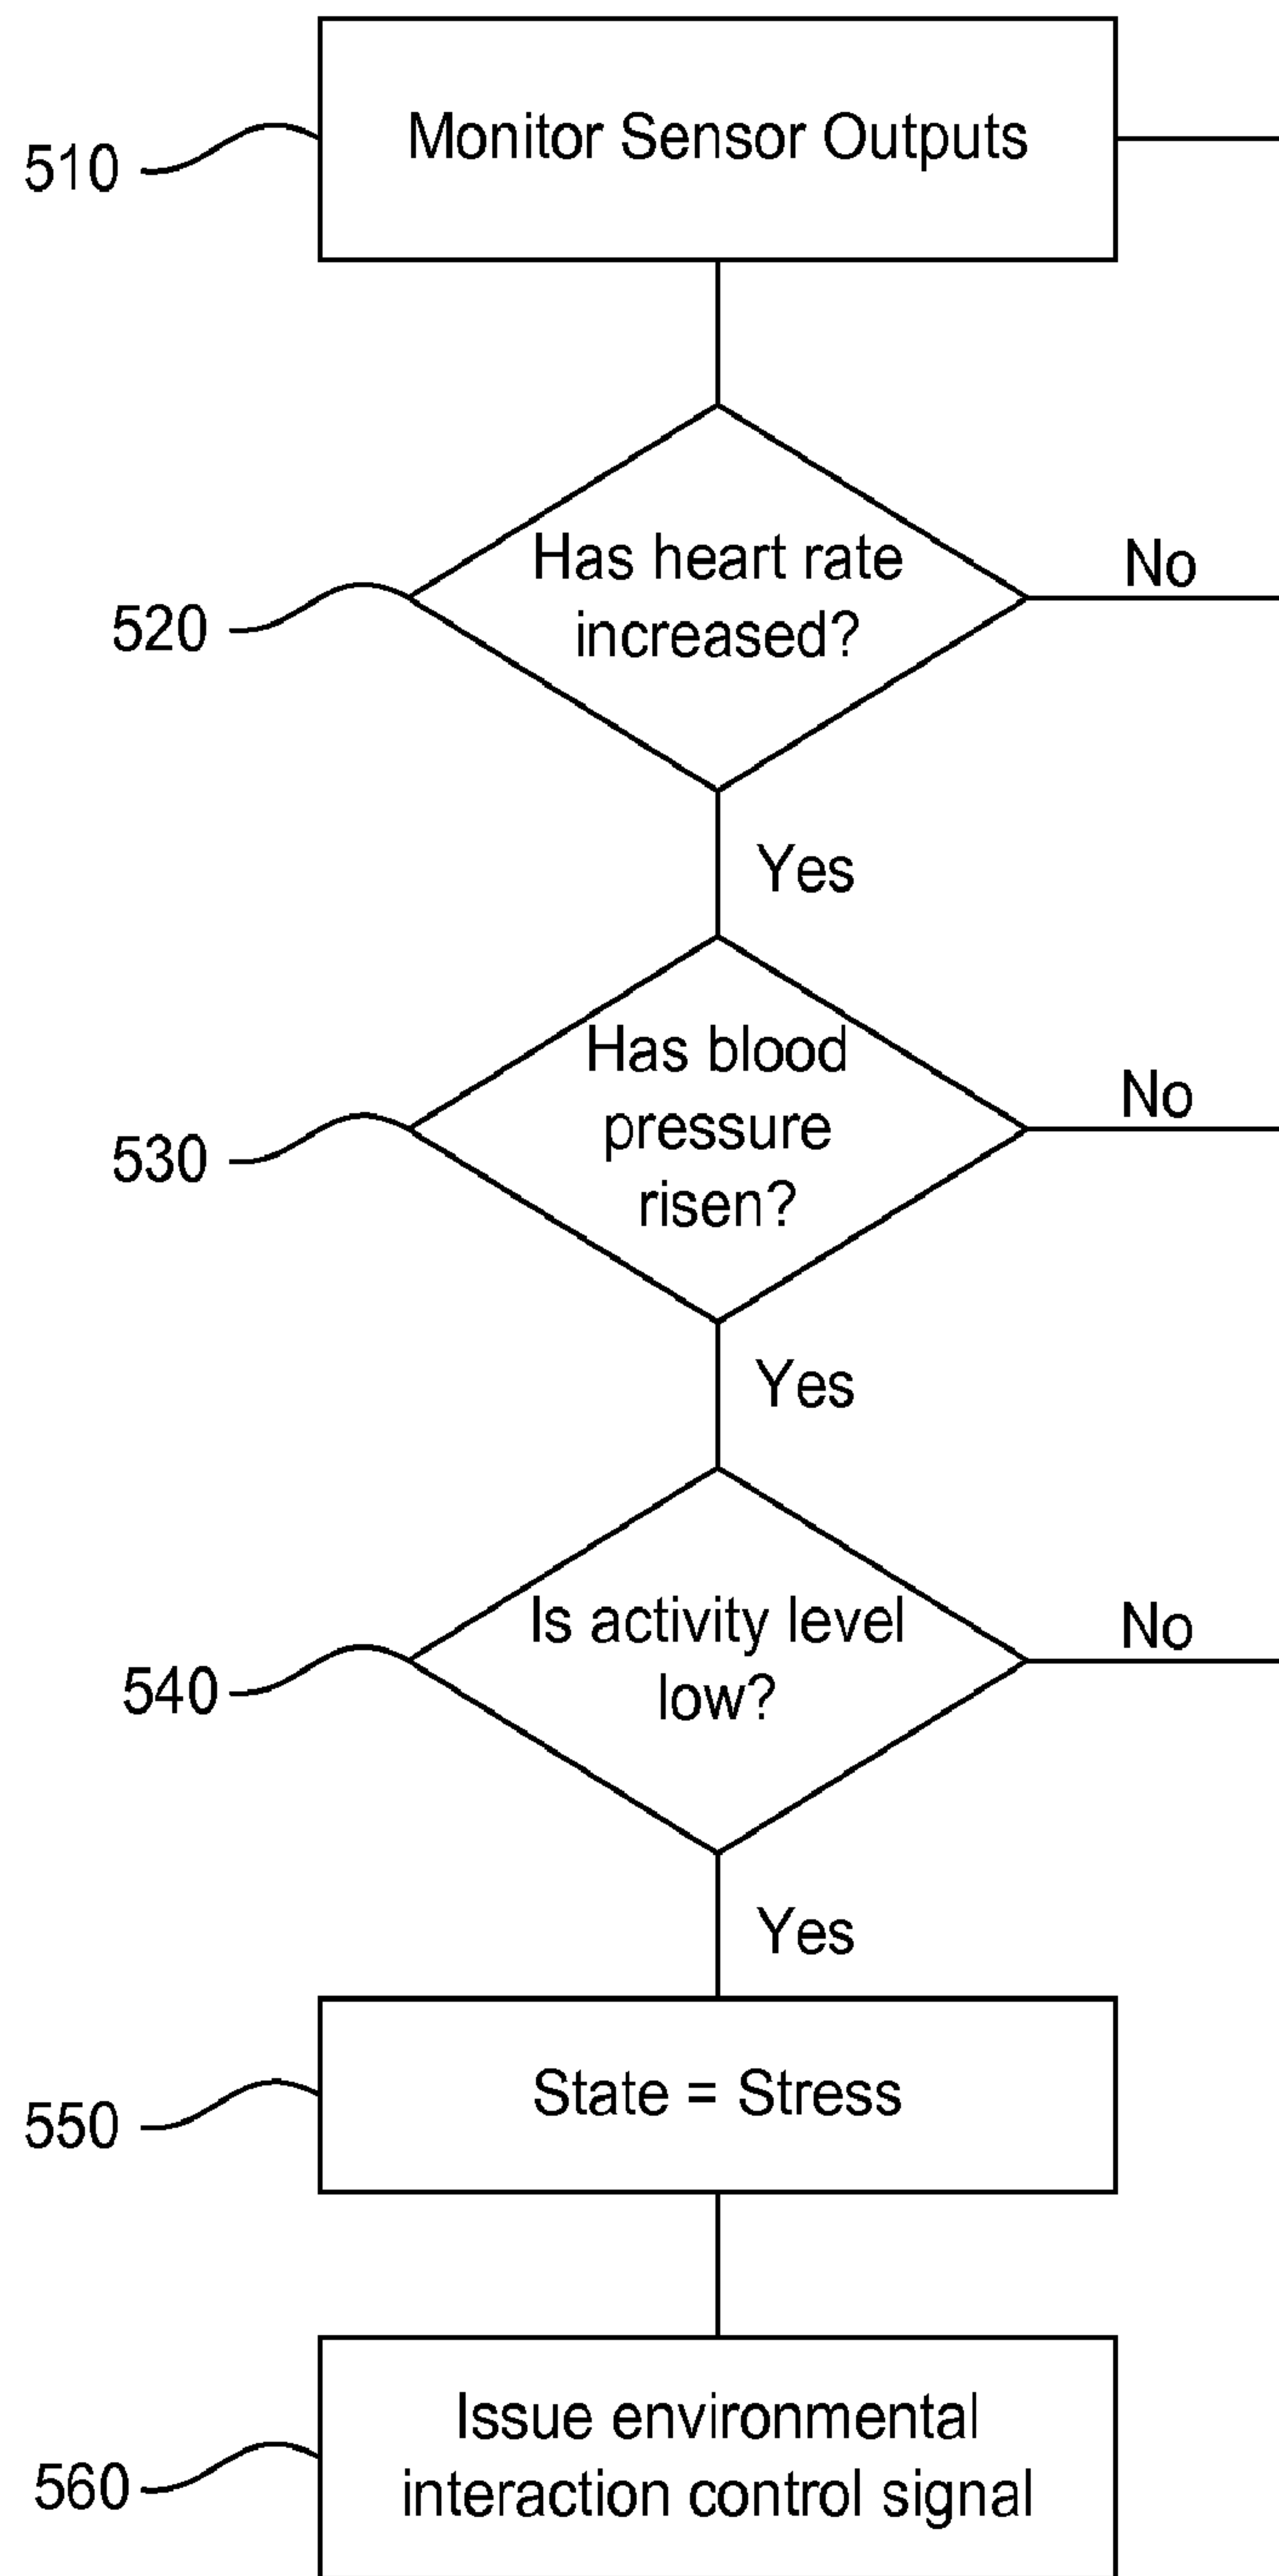 Monitor Sensor Outputs
510
Has heart rate
increased?
No
520
Yes
Has blood
pressure
risen?
No
530
Yes
Is activity level
low?
No
540
Yes
State = Stress
550
Issue environmental
interaction control signal
560